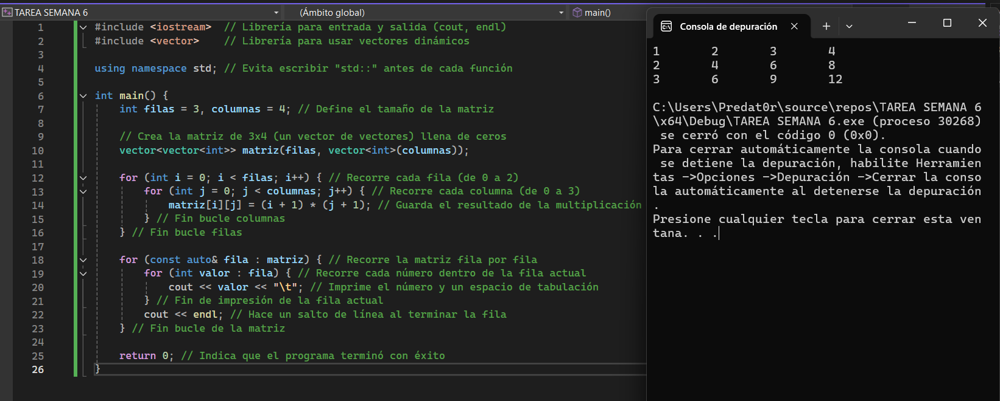 TAREA SEMANA 6
(Ámbito global)
main()
1 #include <iostream>  // Librería para entrada y salida (cout, endl)
2 #include <vector>    // Librería para usar vectores dinámicos
3
4 using namespace std; // Evita escribir "std::" antes de cada función
5
6 int main() {
7     int filas = 3, columnas = 4; // Define el tamaño de la matriz
8
9     // Crea la matriz de 3x4 (un vector de vectores) llena de ceros
10     vector<vector<int>> matriz(filas, vector<int>(columnas));
11
12     for (int i = 0; i < filas; i++) { // Recorre cada fila (de 0 a 2)
13         for (int j = 0; j < columnas; j++) { // Recorre cada columna (de 0 a 3)
14             matriz[i][j] = (i + 1) * (j + 1); // Guarda el resultado de la multiplicación
15         } // Fin bucle columnas
16     } // Fin bucle filas
17
18     for (const auto& fila : matriz) { // Recorre la matriz fila por fila
19         for (int valor : fila) { // Recorre cada número dentro de la fila actual
20             cout << valor << "\t"; // Imprime el número y un espacio de tabulación
21         } // Fin de impresión de la fila actual
22         cout << endl; // Hace un salto de línea al terminar la fila
23     } // Fin bucle de la matriz
24
25     return 0; // Indica que el programa terminó con éxito
26 }
Consola de depuración
1 2 3 4
2 4 6 8
3 6 9 12
C:\Users\Predat0r\source\repos\TAREA SEMANA 6
\x64\Debug\TAREA SEMANA 6.exe (proceso 30268)
 se cerró con el código 0 (0x0).
Para cerrar automáticamente la consola cuando
 se detiene la depuración, habilite Herramien
tas ->Opciones ->Depuración ->Cerrar la conso
la automáticamente al detenerse la depuración
.
Presione cualquier tecla para cerrar esta ven
tana. . .